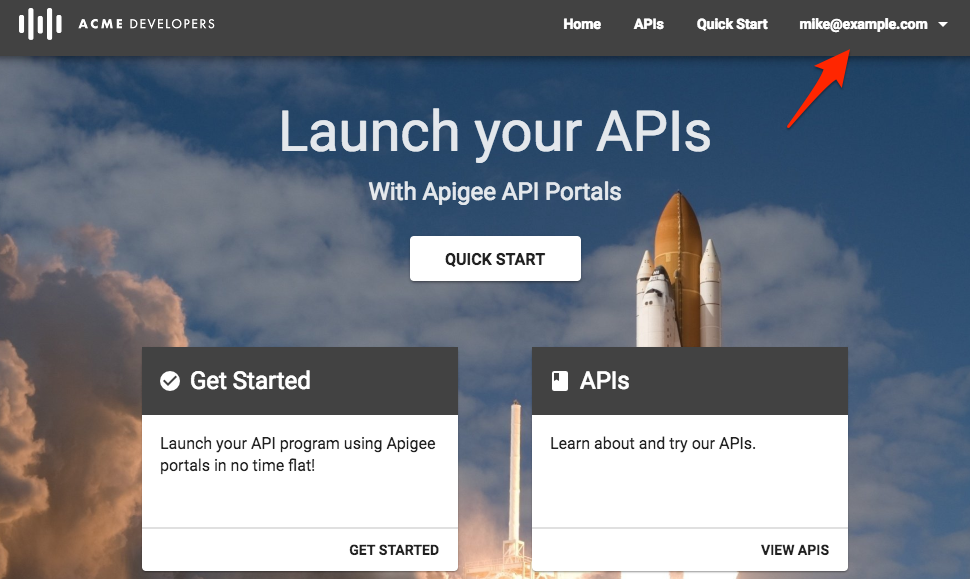 ACME DEVELOPERS
Home APIs Quick Start mike@example.com
Launch your APIs
With Apigee API Portals
QUICK START
Get Started
Launch your API program using Apigee
portals in no time flat!
GET STARTED
APIs
Learn about and try our APIs.
VIEW APIS